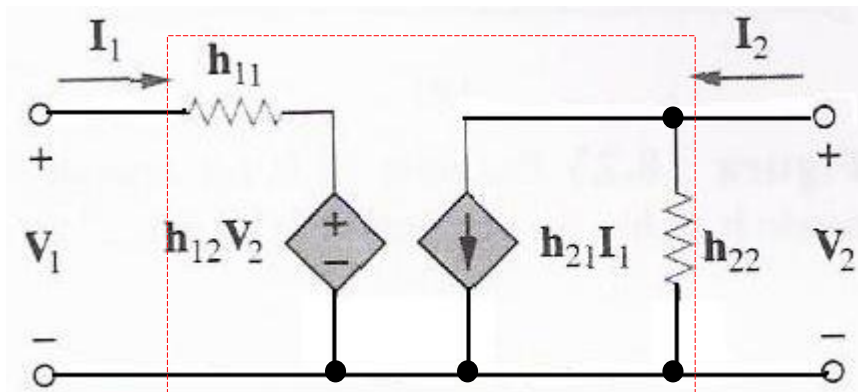 I₁
I₂
h₁₁
+
+
+
V₁
h₁₂V₂
−
h₂₁I₁
h₂₂
V₂
−
−